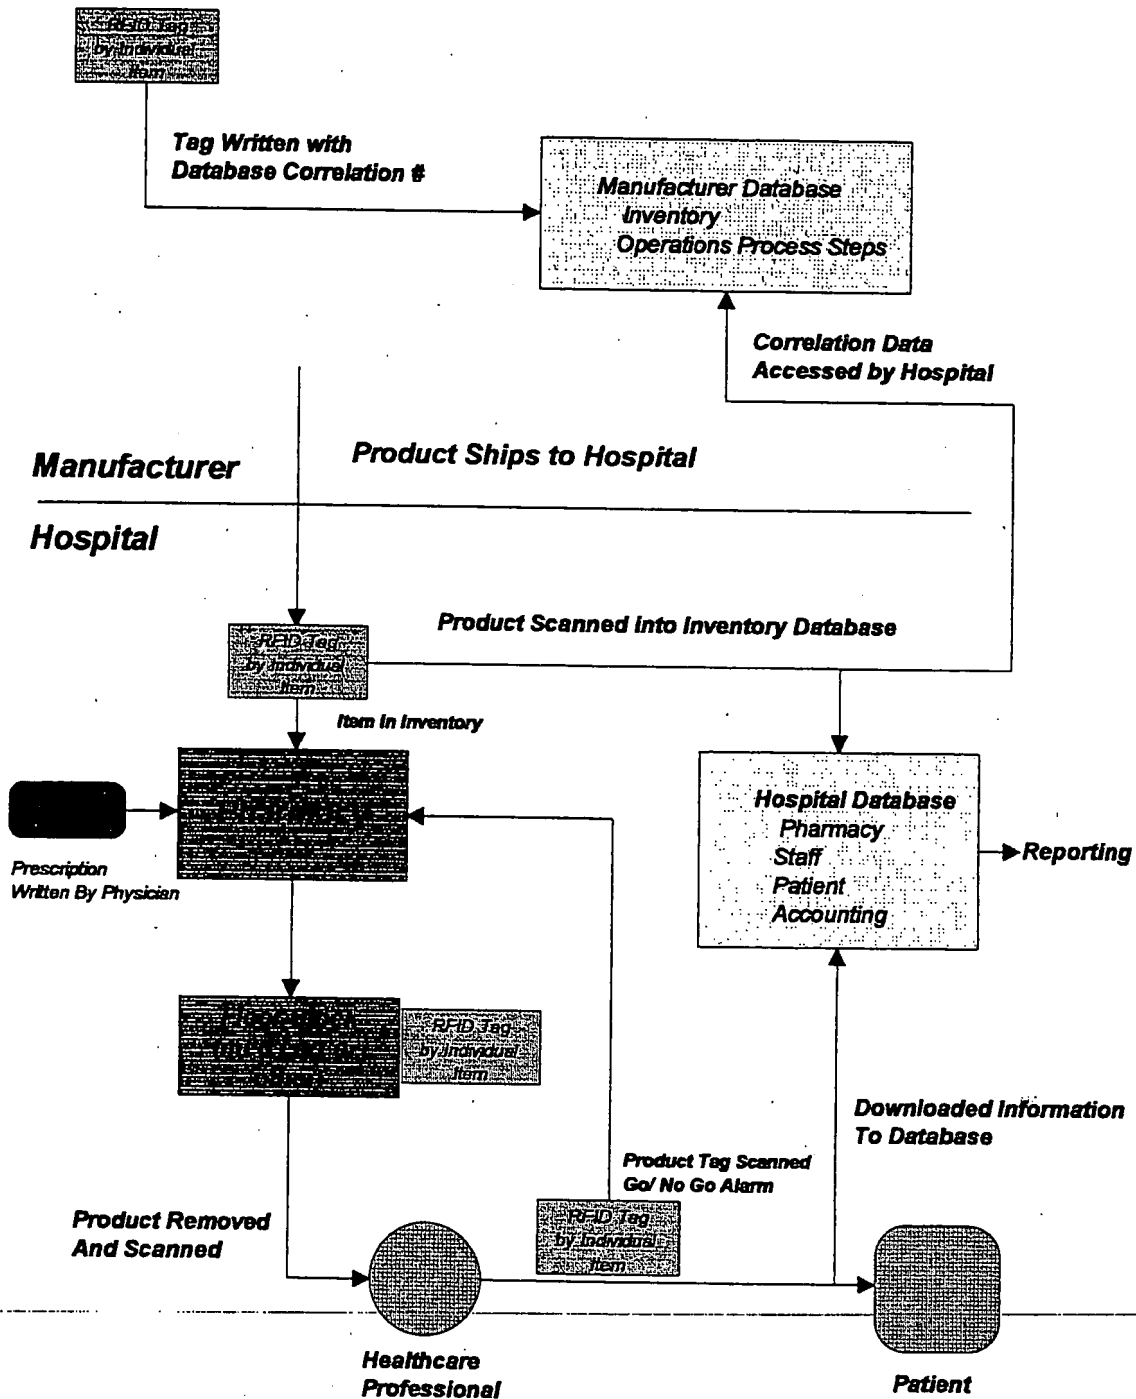 RFID Tag
by Individual
Item
Tag Written with
Database Correlation #
Manufacturer Database
Inventory
Operations Process Steps
Correlation Data
Accessed by Hospital
Manufacturer
Product Ships to Hospital
Hospital
Product Scanned into Inventory Database
RFID Tag
by Individual
Item
Item in Inventory
Pharmacy
Prescription
Written By Physician
Hospital Database
Pharmacy
Staff
Patient
Accounting
Reporting
RFID Tag
by Individual
Item
Downloaded Information
To Database
Product Tag Scanned
Go/ No Go Alarm
RFID Tag
by Individual
Item
Product Removed
And Scanned
Healthcare
Professional
Patient